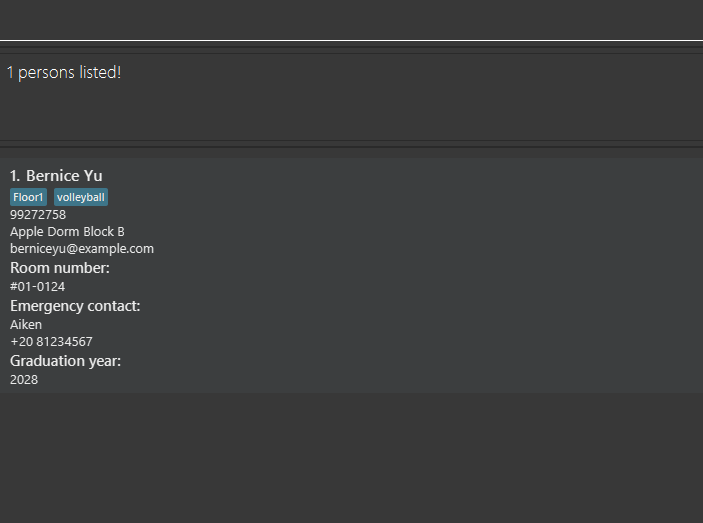 1 persons listed!
1. Bernice Yu
Floor1 volleyball
99272758
Apple Dorm Block B
berniceyu@example.com
Room number:
#01-0124
Emergency contact:
Aiken
+20 81234567
Graduation year:
2028